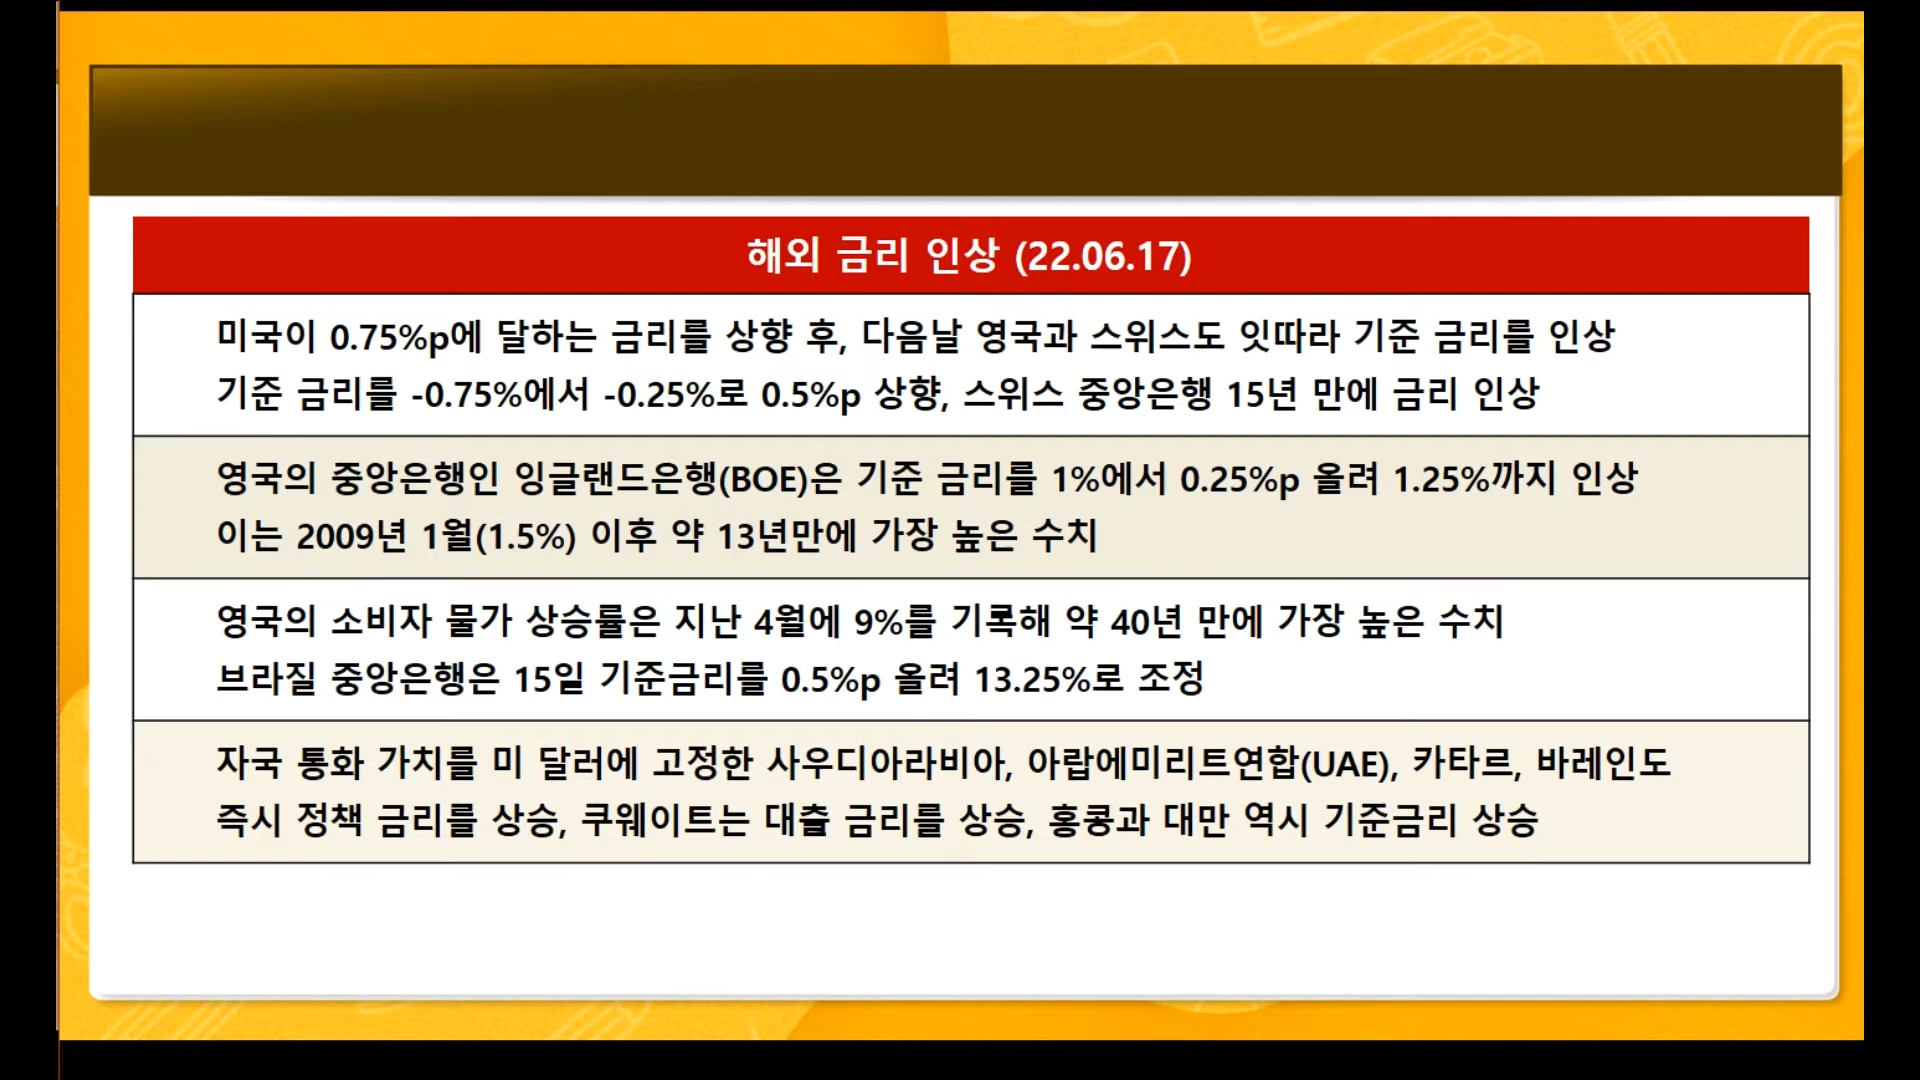 해외 금리 인상 (22.06.17)
미국이 0.75%p에 달하는 금리를 상향 후, 다음날 영국과 스위스도 잇따라 기준 금리를 인상
기준 금리를 -0.75%에서 -0.25%로 0.5%p 상향, 스위스 중앙은행 15년 만에 금리 인상
영국의 중앙은행인 잉글랜드은행(BOE)은 기준 금리를 1%에서 0.25%p 올려 1.25%까지 인상
이는 2009년 1월(1.5%) 이후 약 13년만에 가장 높은 수치
영국의 소비자 물가 상승률은 지난 4월에 9%를 기록해 약 40년 만에 가장 높은 수치
브라질 중앙은행은 15일 기준금리를 0.5%p 올려 13.25%로 조정
자국 통화 가치를 미 달러에 고정한 사우디아라비아, 아랍에미리트연합(UAE), 카타르, 바레인도
즉시 정책 금리를 상승, 쿠웨이트는 대출 금리를 상승, 홍콩과 대만 역시 기준금리 상승